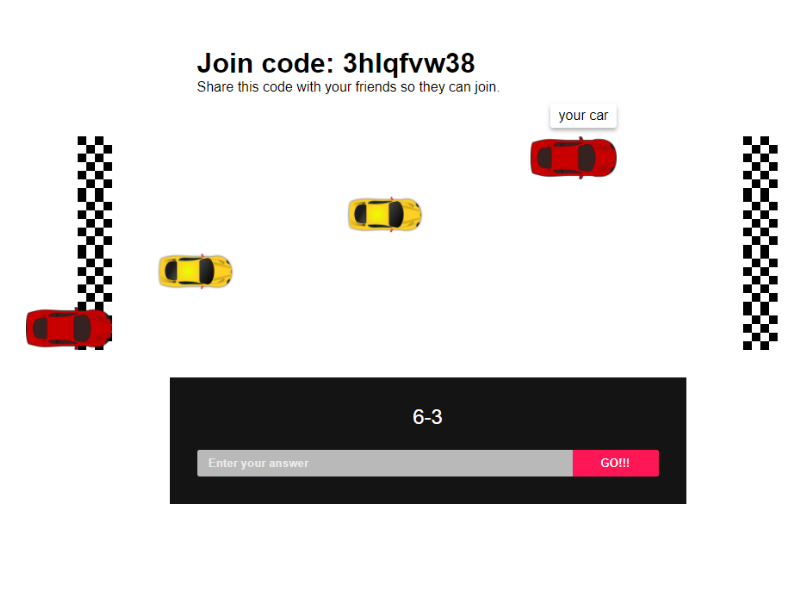 Join code: 3hlqfvw38
Share this code with your friends so they can join.
your car
6-3
Enter your answer
GO!!!